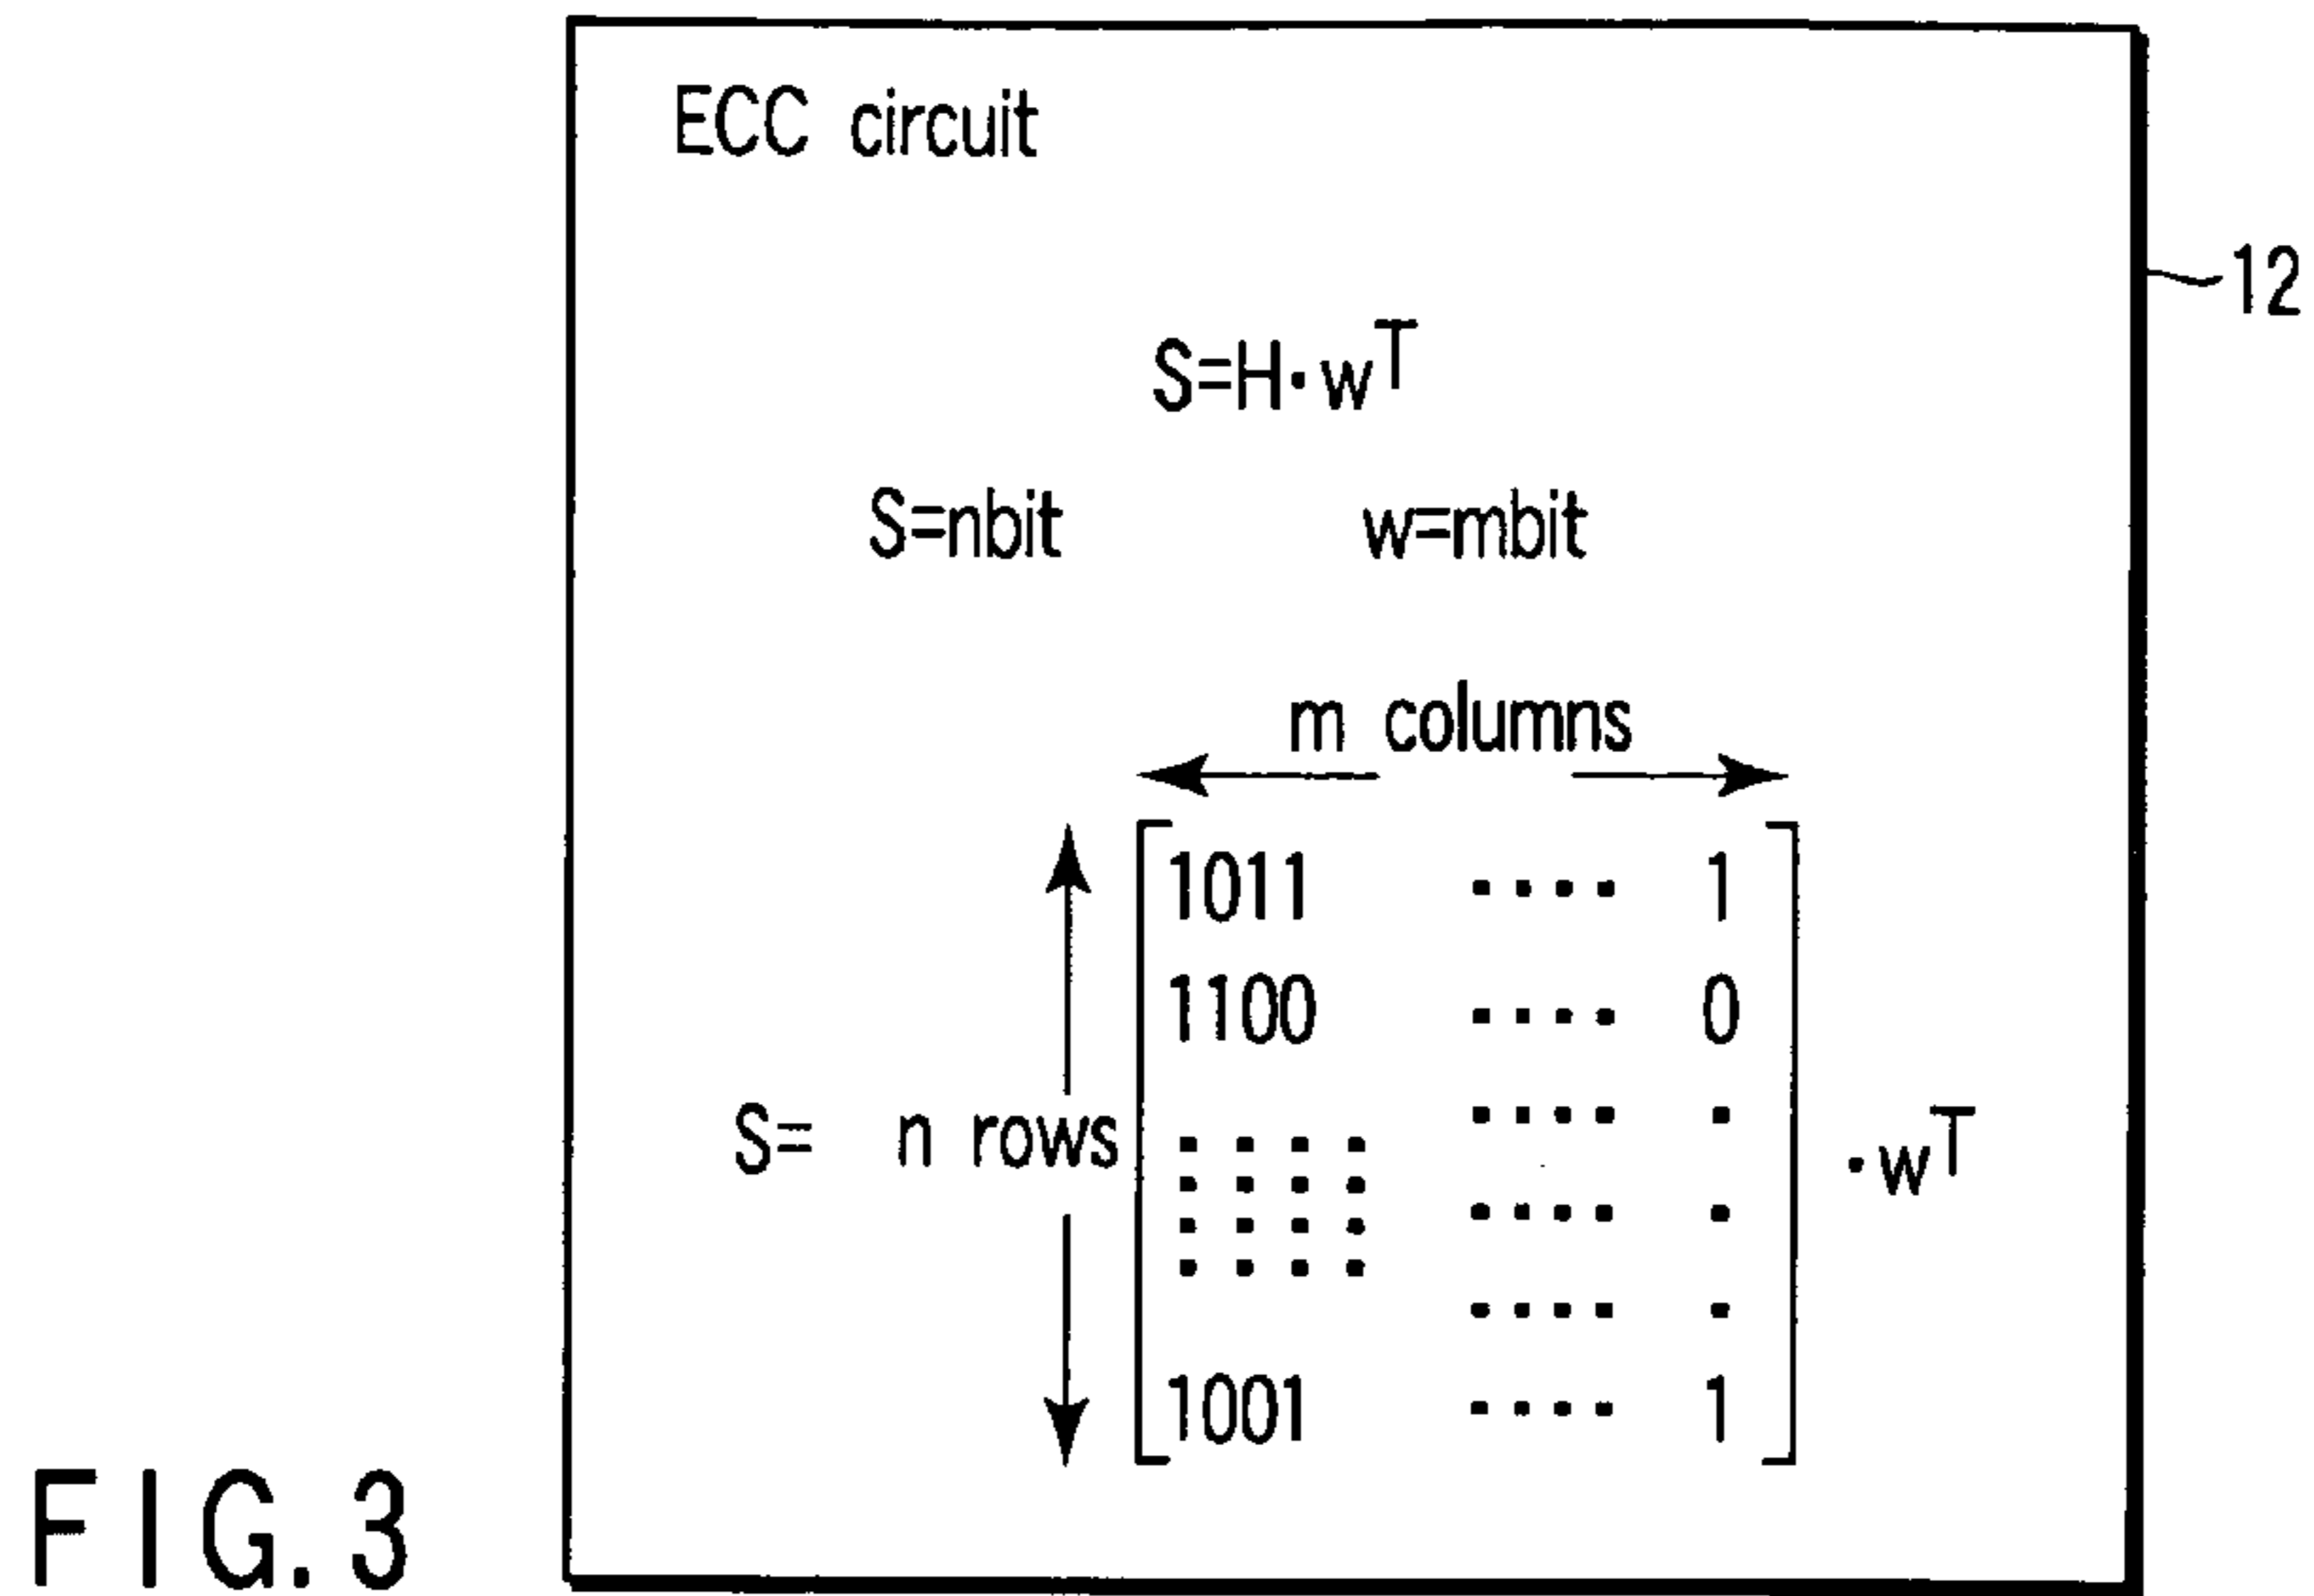 ECC circuit
12
S=H·wᵀ
S=nbit w=mbit
m columns
1011 ···· 1
1100 ···· 0
S= n rows ·wᵀ
1001 ···· 1
FIG.3